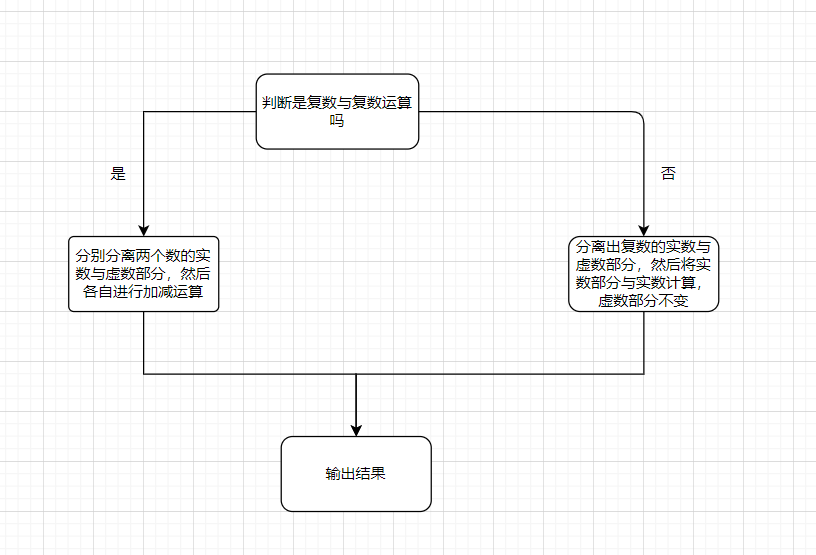 判断是复数与复数运算
吗
是
否
分别分离两个数的实
数与虚数部分，然后
各自进行加减运算
分离出复数的实数与
虚数部分，然后将实
数部分与实数计算，
虚数部分不变
输出结果